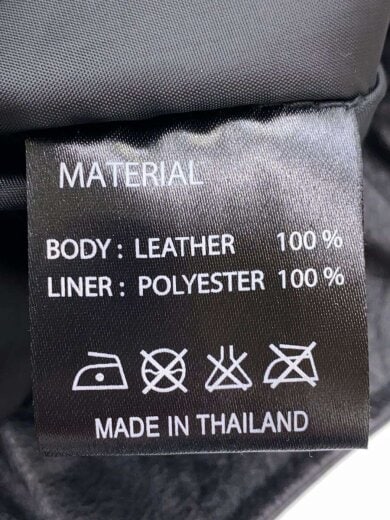 MATERIAL
BODY : LEATHER 100 %
LINER : POLYESTER 100 %
MADE IN THAILAND